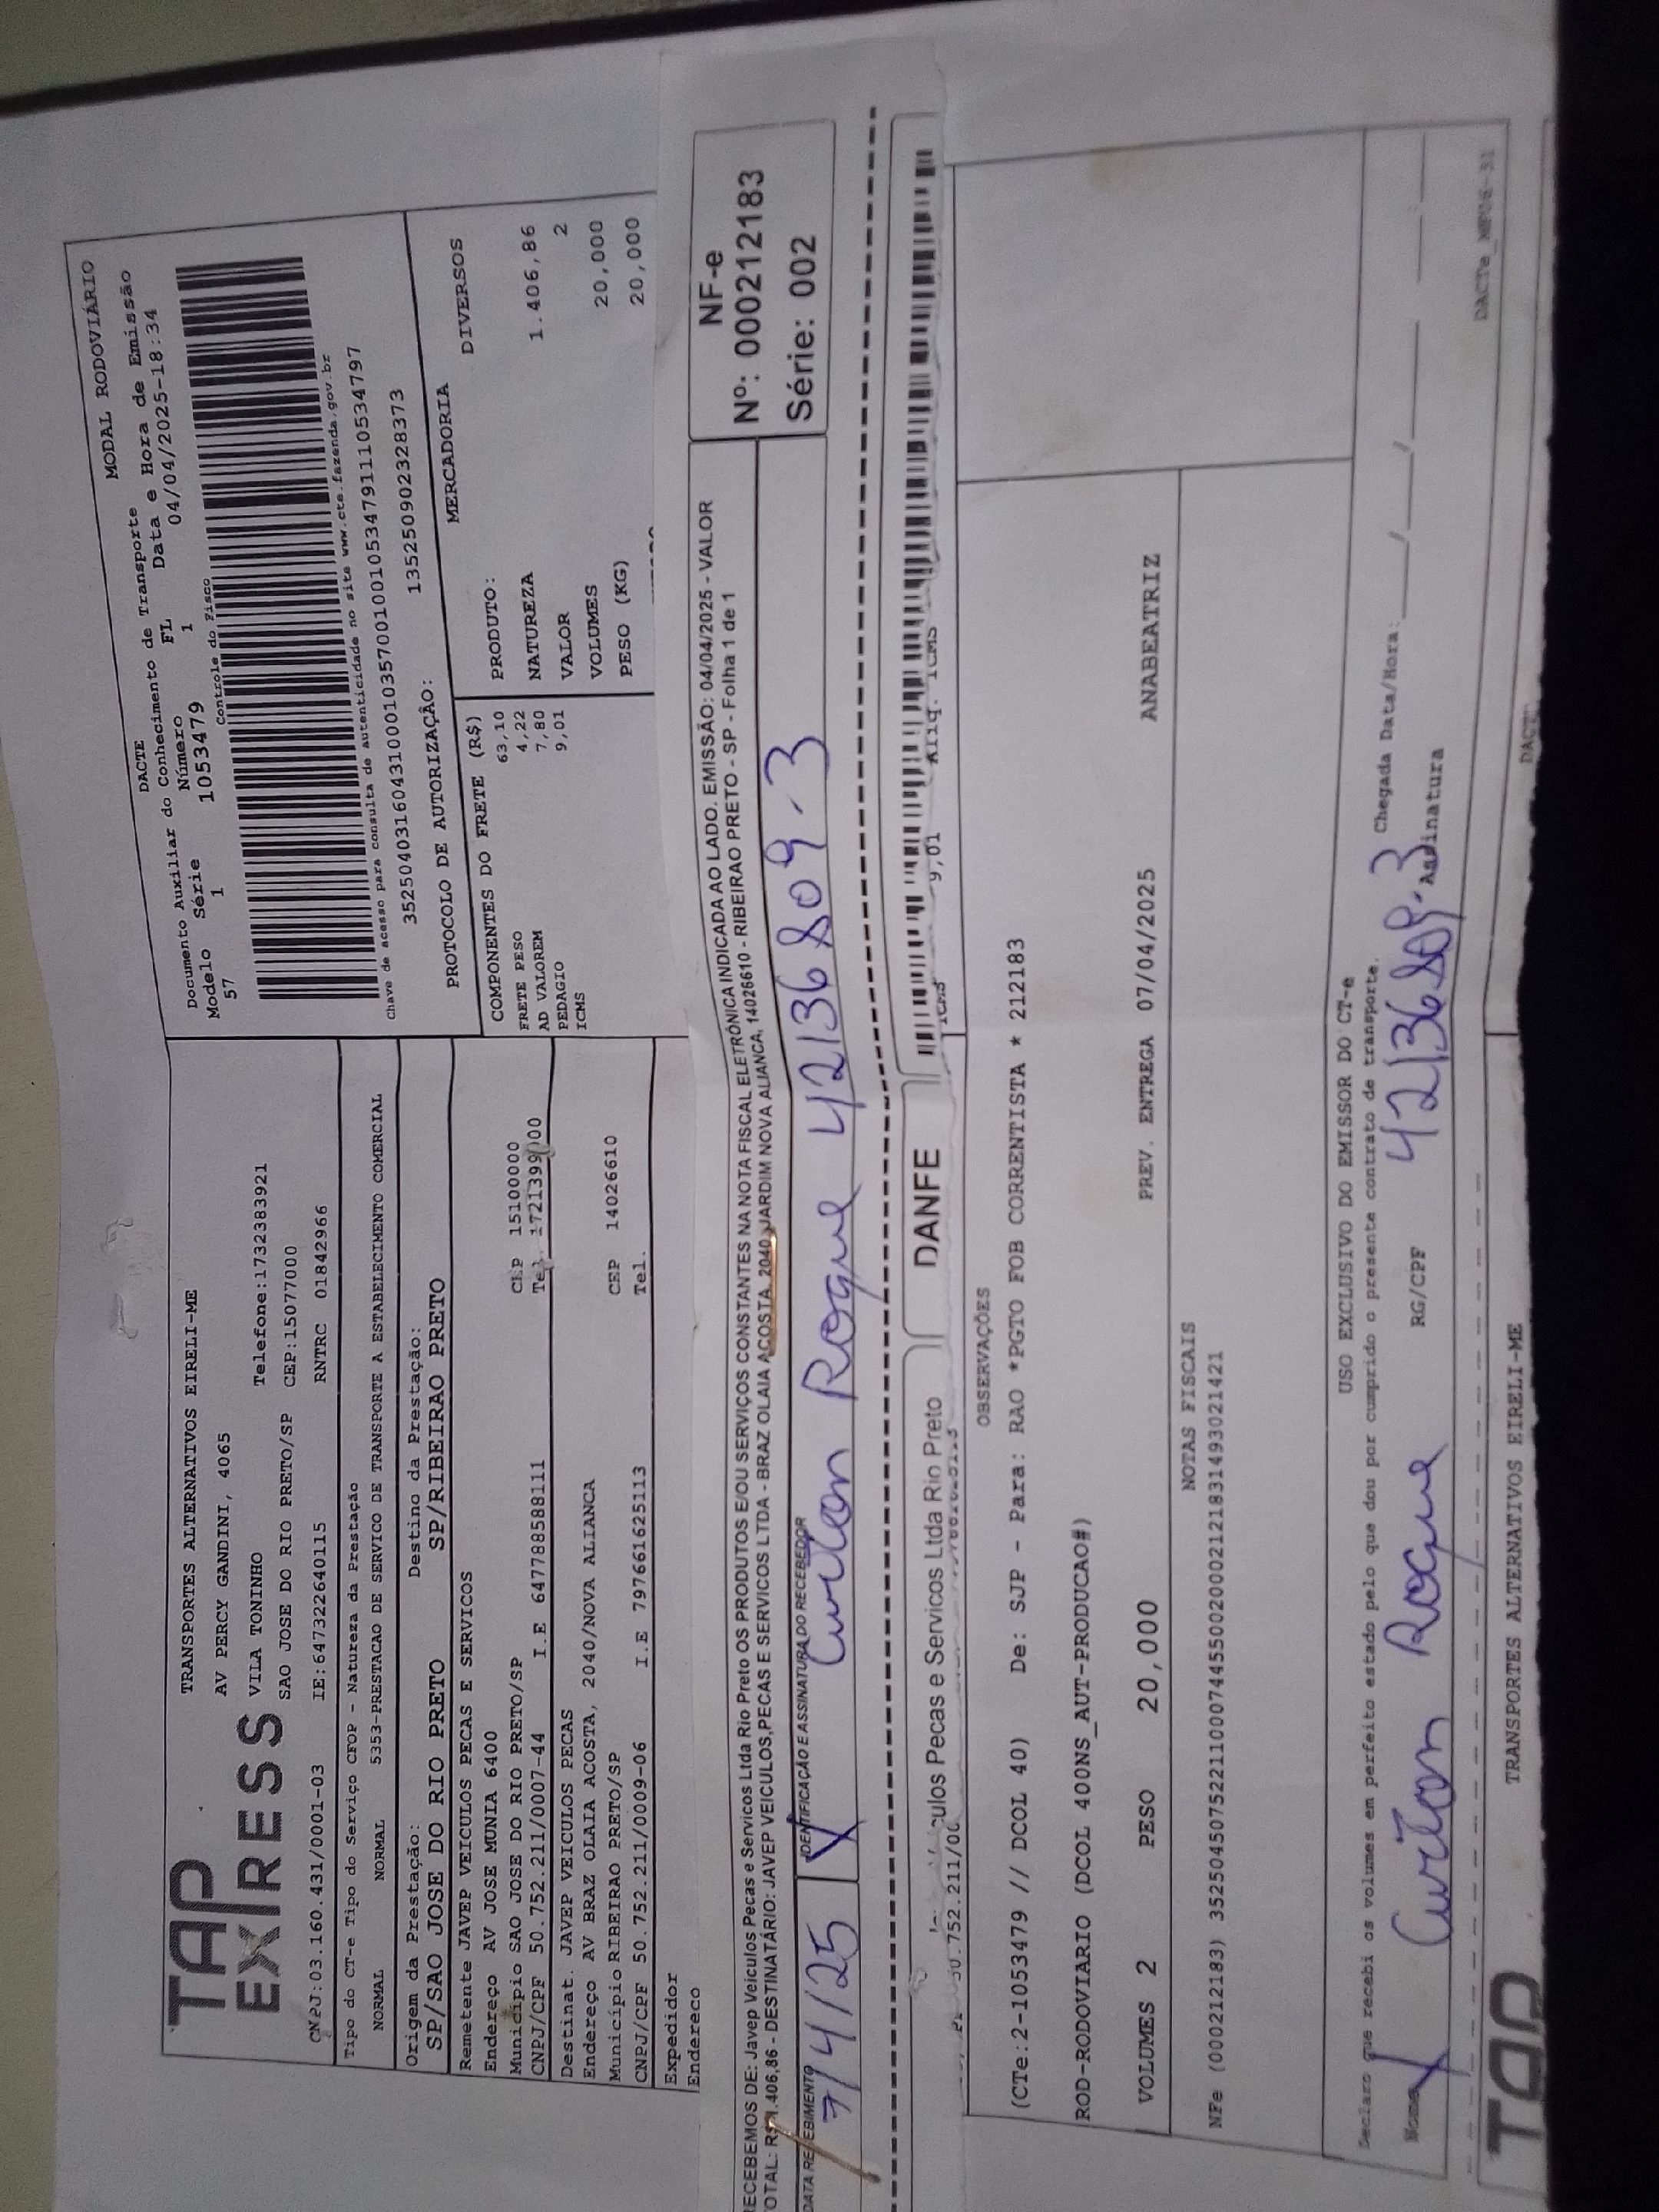 TAP
EXPRESS
TRANSPORTES ALTERNATIVOS EIRELI-ME
AV PERCY GANDINI, 4065
VILA TONINHO Telefone:1732383921
SAO JOSE DO RIO PRETO/SP CEP:15077000
CNPJ:03.160.431/0001-03 IE:647322640115 RNTRC 01842966
Tipo do CT-e Tipo do Serviço CFOP - Natureza da Prestação
NORMAL NORMAL 5353-PRESTACAO DE SERVICO DE TRANSPORTE A ESTABELECIMENTO COMERCIAL
Origem da Prestação: Destino da Prestação:
SP/SAO JOSE DO RIO PRETO SP/RIBEIRAO PRETO
Remetente JAVEP VEICULOS PECAS E SERVICOS
Endereço AV JOSE MUNIA 6400
Município SAO JOSE DO RIO PRETO/SP CEP 15100000
CNPJ/CPF 50.752.211/0007-44 I.E 647788588111 Tel.
Destinat. JAVEP VEICULOS PECAS
Endereço AV BRAZ OLAIA ACOSTA, 2040/NOVA ALIANCA
Município RIBEIRAO PRETO/SP CEP 14026610
CNPJ/CPF 50.752.211/0009-06 I.E 797661625113 Tel.
Expedidor
Endereco
MODAL RODOVIÁRIO
DACTE
Documento Auxiliar do Conhecimento de Transporte
Modelo Série Número FL Data e Hora de Emissão
57 1 1053479 1 04/04/2025-18:34
Controle do Fisco
Chave de acesso para consulta de autenticidade no site www.cte.fazenda.gov.br
35250403160431000103570010010534791110534797
PROTOCOLO DE AUTORIZAÇÃO: 135250902328373
COMPONENTES DO FRETE (R$) MERCADORIA
FRETE PESO 63,10
AD VALOREM 4,22
PEDAGIO 7,80
ICMS 9,01
PRODUTO: DIVERSOS
NATUREZA
VALOR 1.406,86
VOLUMES 2
PESO (KG) 20,000
20,000
RECEBEMOS DE: Javep Veiculos Pecas e Servicos Ltda Rio Preto OS PRODUTOS E/OU SERVIÇOS CONSTANTES NA NOTA FISCAL ELETRÔNICA INDICADA AO LADO. EMISSÃO: 04/04/2025 - VALOR
TOTAL: R$ 1.406,86 - DESTINATÁRIO: JAVEP VEICULOS,PECAS E SERVICOS LTDA - BRAZ OLAIA ACOSTA, 2040 JARDIM NOVA ALIANCA, 14026610 - RIBEIRAO PRETO - SP - Folha 1 de 1
DATA RECEBIMENTO IDENTIFICAÇÃO E ASSINATURA DO RECEBEDOR
7/4/25 Roque 42136809.3
NF-e
Nº: 000212183
Série: 002
culos Pecas e Servicos Ltda Rio Preto DANFE
50.752.211/00 ICMS 9,01 Aliq. ICMS
OBSERVAÇÕES
(CTe:2-1053479 // DCOL 40) De: SJP - Para: RAO *PGTO FOB CORRENTISTA * 212183
ROD-RODOVIARIO (DCOL 400NS_AUT-PRODUCAO#)
VOLUMES 2 PESO 20,000 PREV. ENTREGA 07/04/2025 ANABEATRIZ
NOTAS FISCAIS
NFe (000212183) 35250450752211000744550020002121831493021421
USO EXCLUSIVO DO EMISSOR DO CT-e
Declaro que recebi os volumes em perfeito estado pelo que dou por cumprido o presente contrato de transporte.
Nome Roque RG/CPF 42136809.3 Assinatura Chegada Data/Hora:___/___/___ ___:___
DACTe_MP06-31
TAP TRANSPORTES ALTERNATIVOS EIRELI-ME DACTE